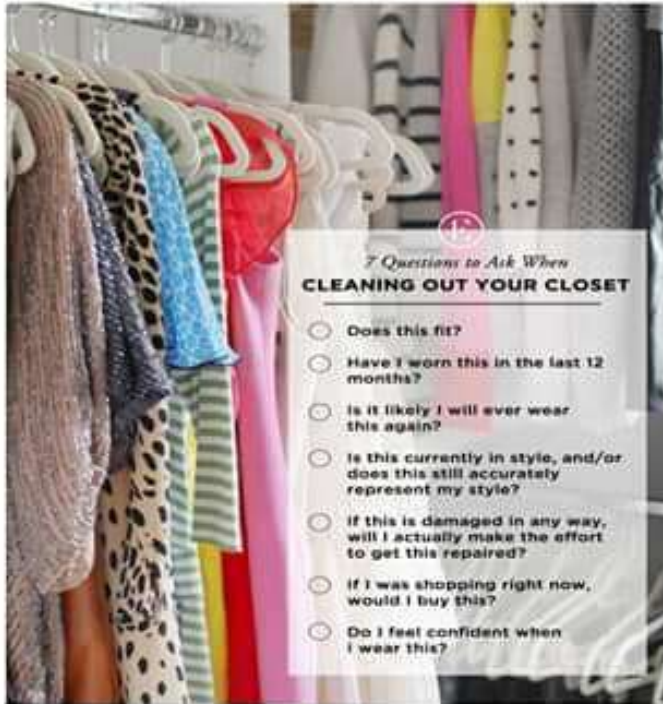 7 Questions to Ask When
CLEANING OUT YOUR CLOSET
Does this fit?
Have I worn this in the last 12
months?
Is it likely I will ever wear
this again?
Is this currently in style, and/or
does this still accurately
represent my style?
If this is damaged in any way,
will I actually make the effort
to get this repaired?
If I was shopping right now,
would I buy this?
Do I feel confident when
I wear this?